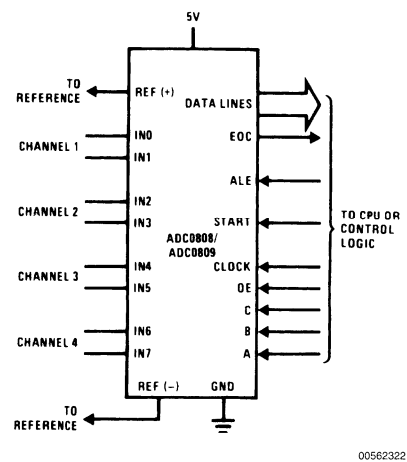 5V
TO
REFERENCE
REF (+)
DATA LINES
EOC
CHANNEL 1
IN0
IN1
ALE
CHANNEL 2
IN2
IN3
START
TO CPU OR
CONTROL
LOGIC
ADC0808/
ADC0809
CHANNEL 3
IN4
IN5
CLOCK
OE
C
CHANNEL 4
IN6
IN7
B
A
REF (−)
GND
TO
REFERENCE
00562322